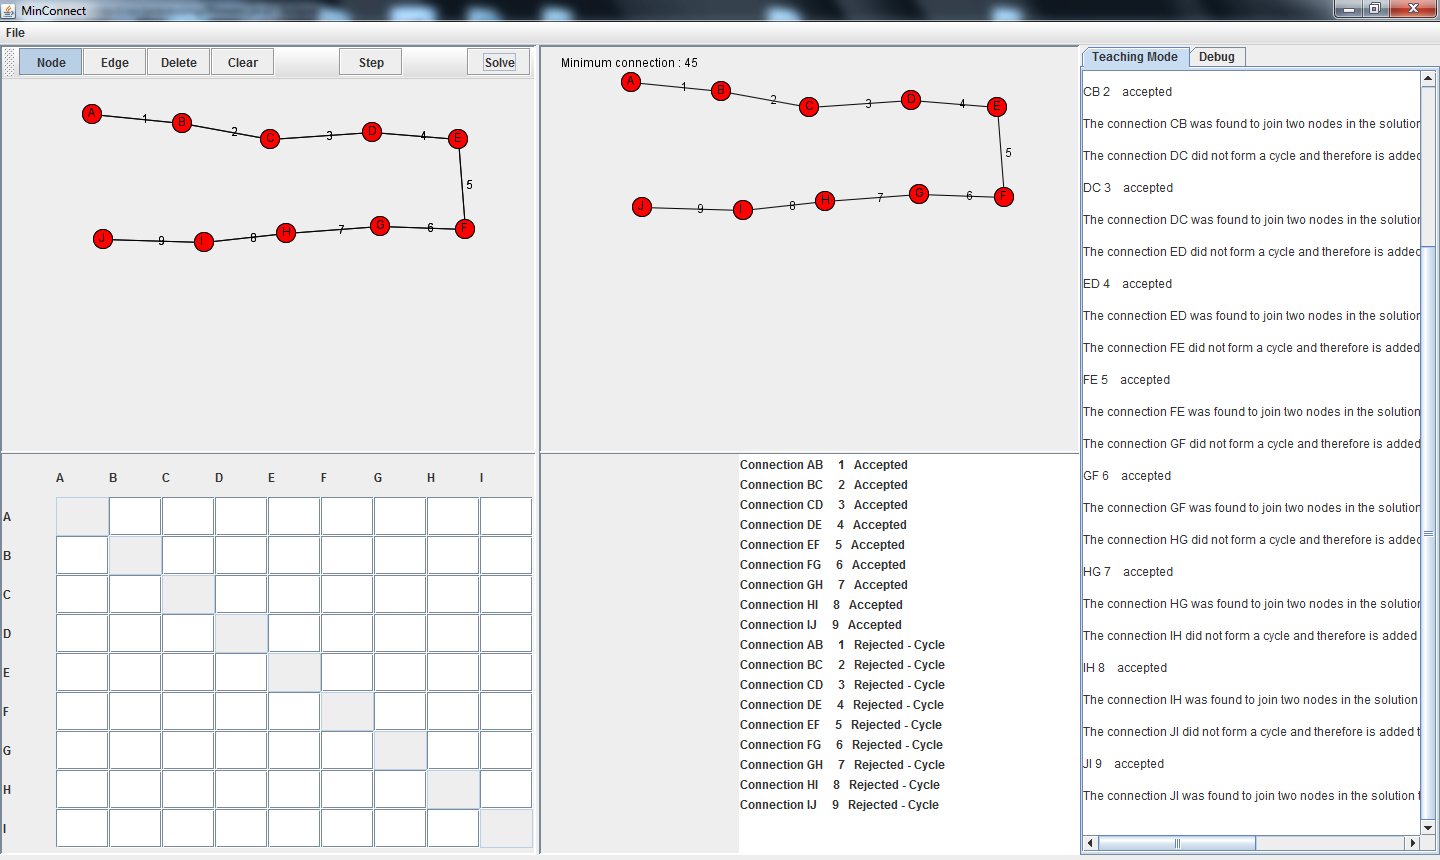 MinConnect
File
Node Edge Delete Clear Step Solve
A 1 B 2 C 3 D 4 E
5
J 9 I 8 H 7 G 6 F
Minimum connection : 45
A 1 B 2 C 3 D 4 E
5
J 9 I 8 H 7 G 6 F
A B C D E F G H I
A
B
C
D
E
F
G
H
I
Connection AB 1 Accepted
Connection BC 2 Accepted
Connection CD 3 Accepted
Connection DE 4 Accepted
Connection EF 5 Accepted
Connection FG 6 Accepted
Connection GH 7 Accepted
Connection HI 8 Accepted
Connection IJ 9 Accepted
Connection AB 1 Rejected - Cycle
Connection BC 2 Rejected - Cycle
Connection CD 3 Rejected - Cycle
Connection DE 4 Rejected - Cycle
Connection EF 5 Rejected - Cycle
Connection FG 6 Rejected - Cycle
Connection GH 7 Rejected - Cycle
Connection HI 8 Rejected - Cycle
Connection IJ 9 Rejected - Cycle
Teaching Mode Debug
CB 2 accepted
The connection CB was found to join two nodes in the solution
The connection DC did not form a cycle and therefore is added
DC 3 accepted
The connection DC was found to join two nodes in the solution
The connection ED did not form a cycle and therefore is added
ED 4 accepted
The connection ED was found to join two nodes in the solution
The connection FE did not form a cycle and therefore is added
FE 5 accepted
The connection FE was found to join two nodes in the solution
The connection GF did not form a cycle and therefore is added
GF 6 accepted
The connection GF was found to join two nodes in the solution
The connection HG did not form a cycle and therefore is added
HG 7 accepted
The connection HG was found to join two nodes in the solution
The connection IH did not form a cycle and therefore is added
IH 8 accepted
The connection IH was found to join two nodes in the solution
The connection JI did not form a cycle and therefore is added t
JI 9 accepted
The connection JI was found to join two nodes in the solution t